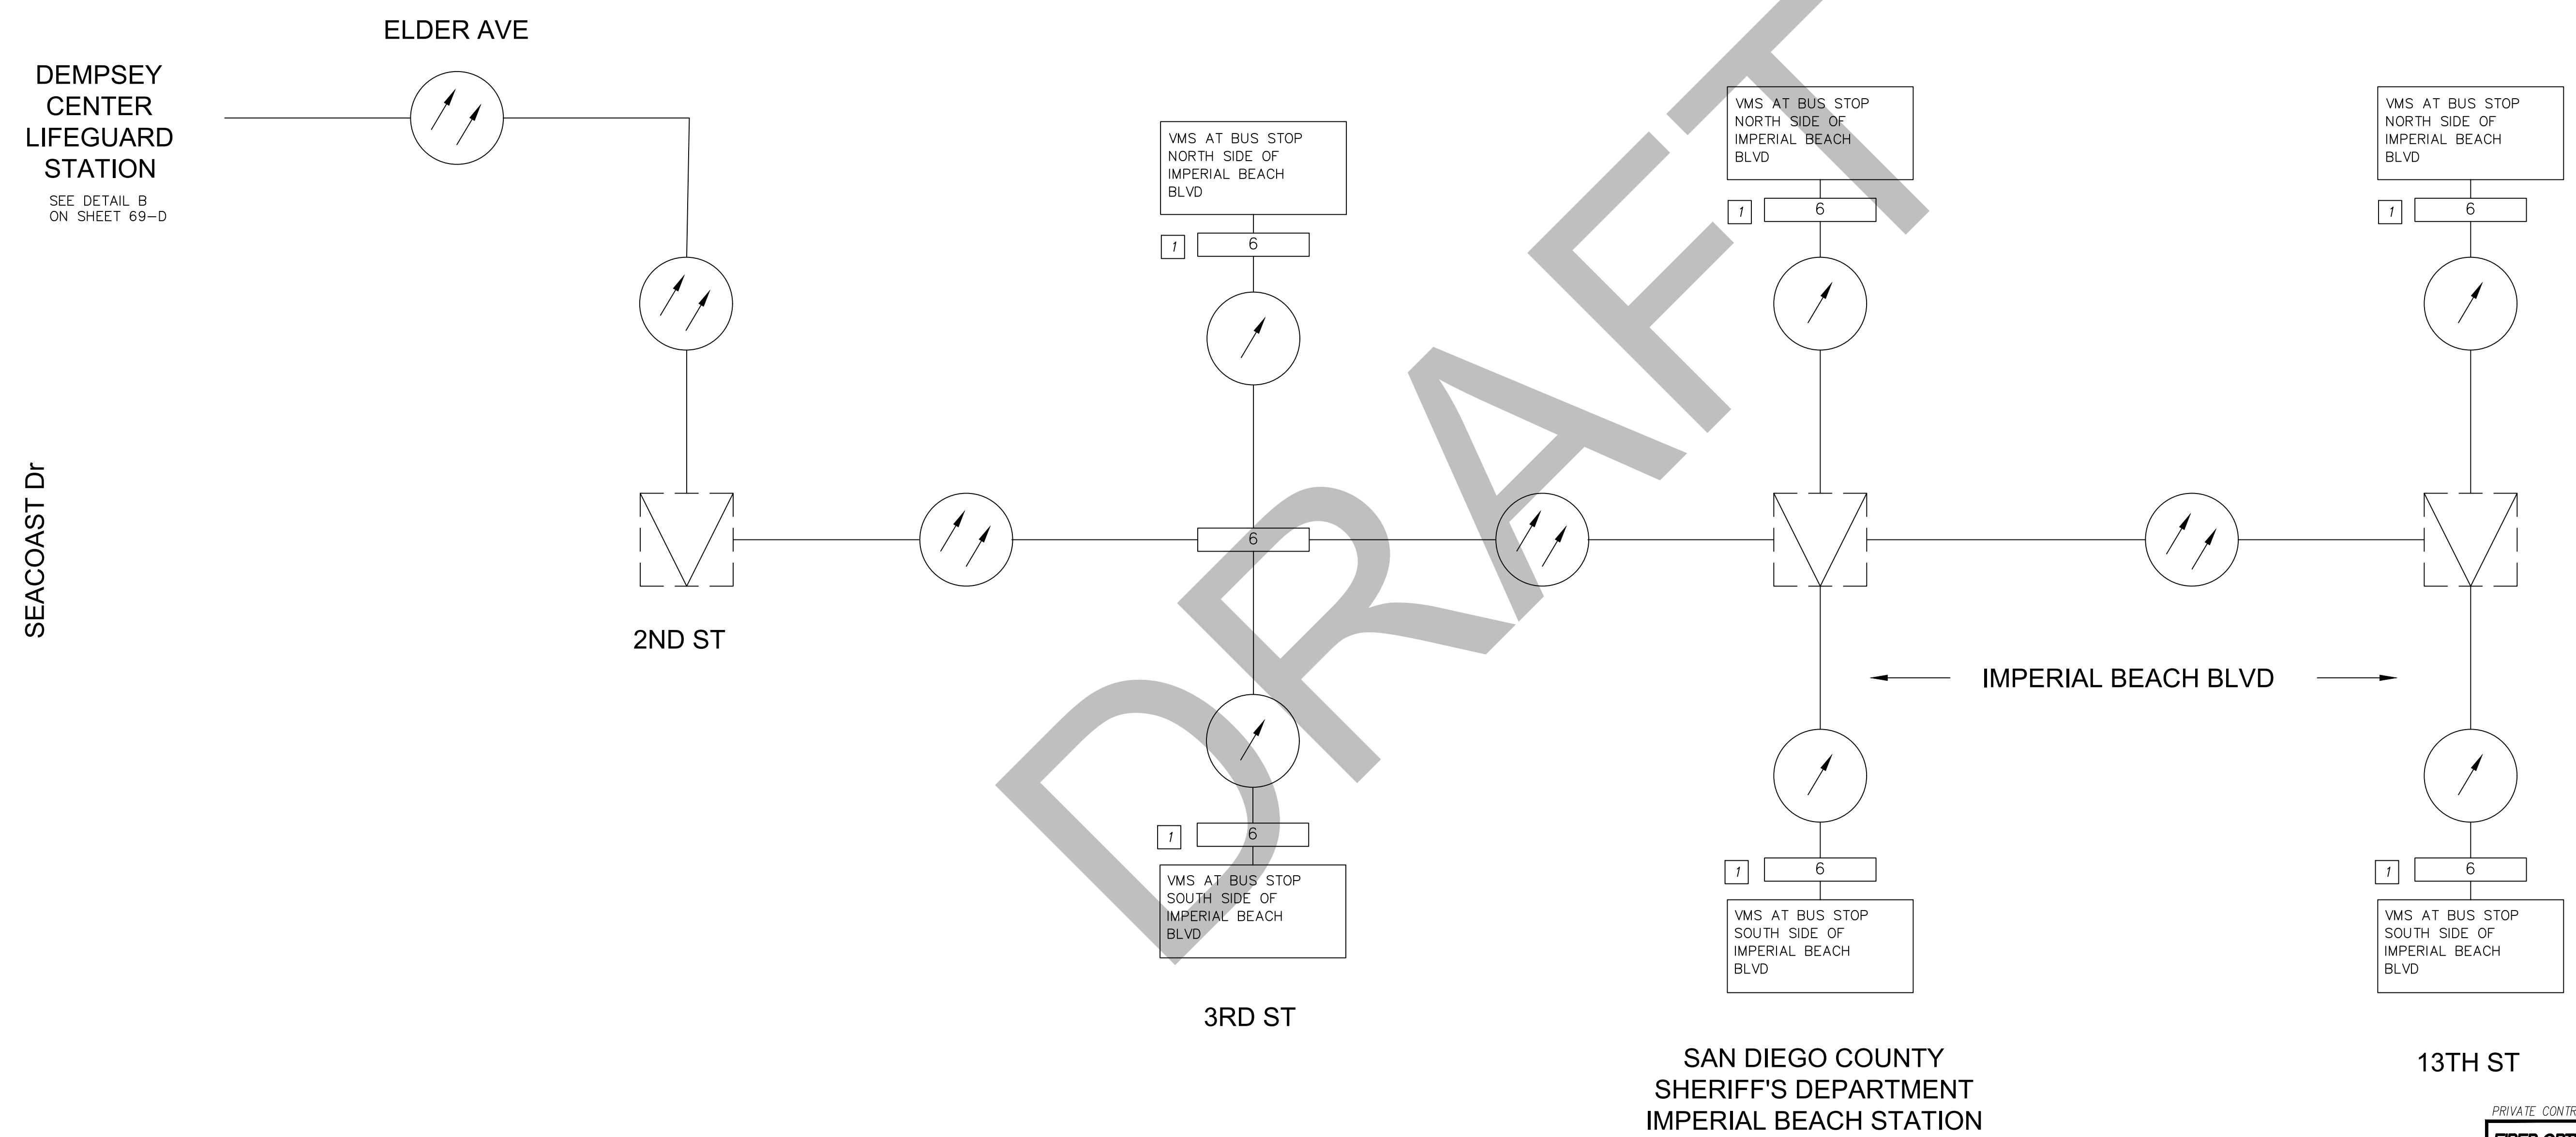 ELDER AVE
DEMPSEY
CENTER
LIFEGUARD
STATION
SEE DETAIL B
ON SHEET 69-D
SEACOAST Dr
2ND ST
VMS AT BUS STOP
NORTH SIDE OF
IMPERIAL BEACH
BLVD
1
6
6
1
6
VMS AT BUS STOP
SOUTH SIDE OF
IMPERIAL BEACH
BLVD
3RD ST
VMS AT BUS STOP
NORTH SIDE OF
IMPERIAL BEACH
BLVD
1
6
1
6
VMS AT BUS STOP
SOUTH SIDE OF
IMPERIAL BEACH
BLVD
SAN DIEGO COUNTY
SHERIFF'S DEPARTMENT
IMPERIAL BEACH STATION
IMPERIAL BEACH BLVD
VMS AT BUS STOP
NORTH SIDE OF
IMPERIAL BEACH
BLVD
1
6
1
6
VMS AT BUS STOP
SOUTH SIDE OF
IMPERIAL BEACH
BLVD
13TH ST
PRIVATE CONTR
DRAFT